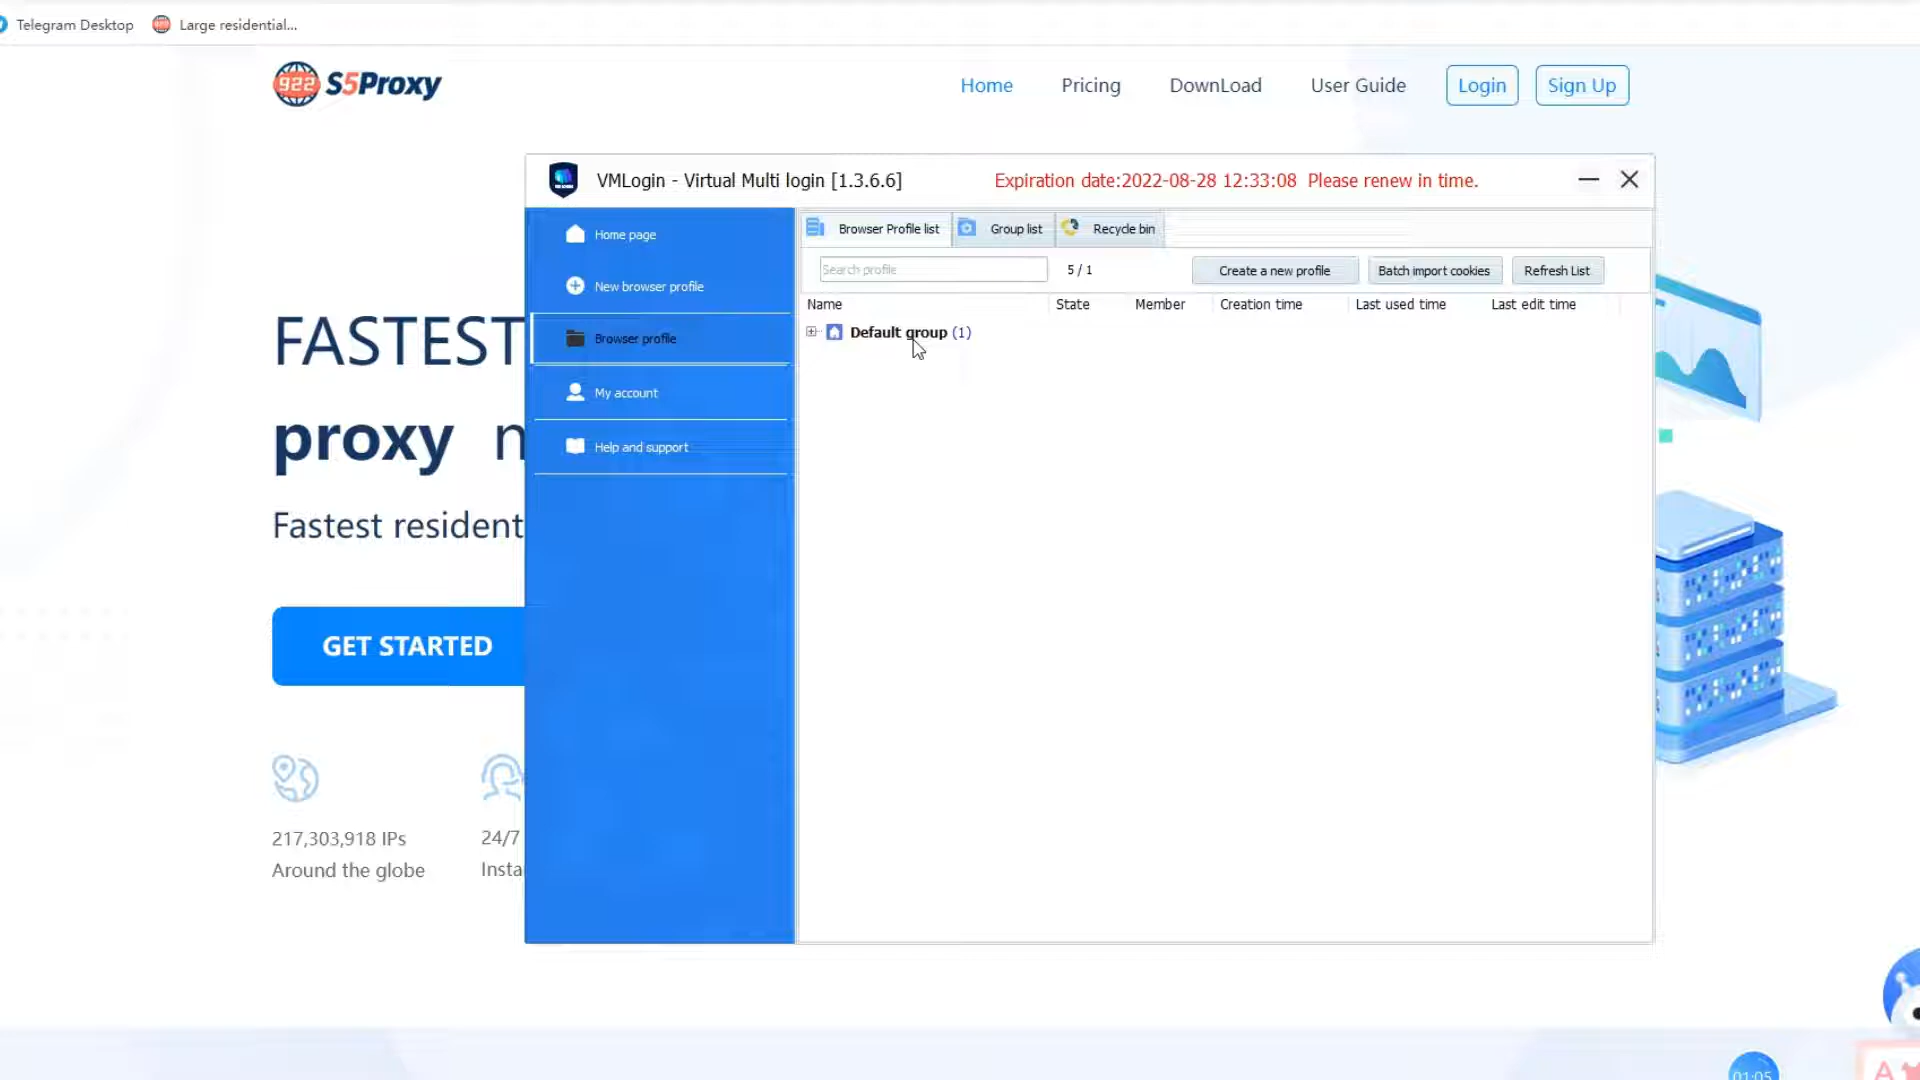 Telegram Desktop Large residential...
922 S5Proxy Home Pricing DownLoad User Guide Login Sign Up
VMLogin - Virtual Multi login [1.3.6.6] Expiration date:2022-08-28 12:33:08 Please renew in time.
Home page
New browser profile
Browser profile
My account
Help and support
Browser Profile list Group list Recycle bin
Search profile 5 / 1 Create a new profile Batch import cookies Refresh List
Name State Member Creation time Last used time Last edit time
Default group (1)
FASTEST
proxy n
Fastest resident
GET STARTED
217,303,918 IPs
Around the globe
24/7
Insta
01:05
A